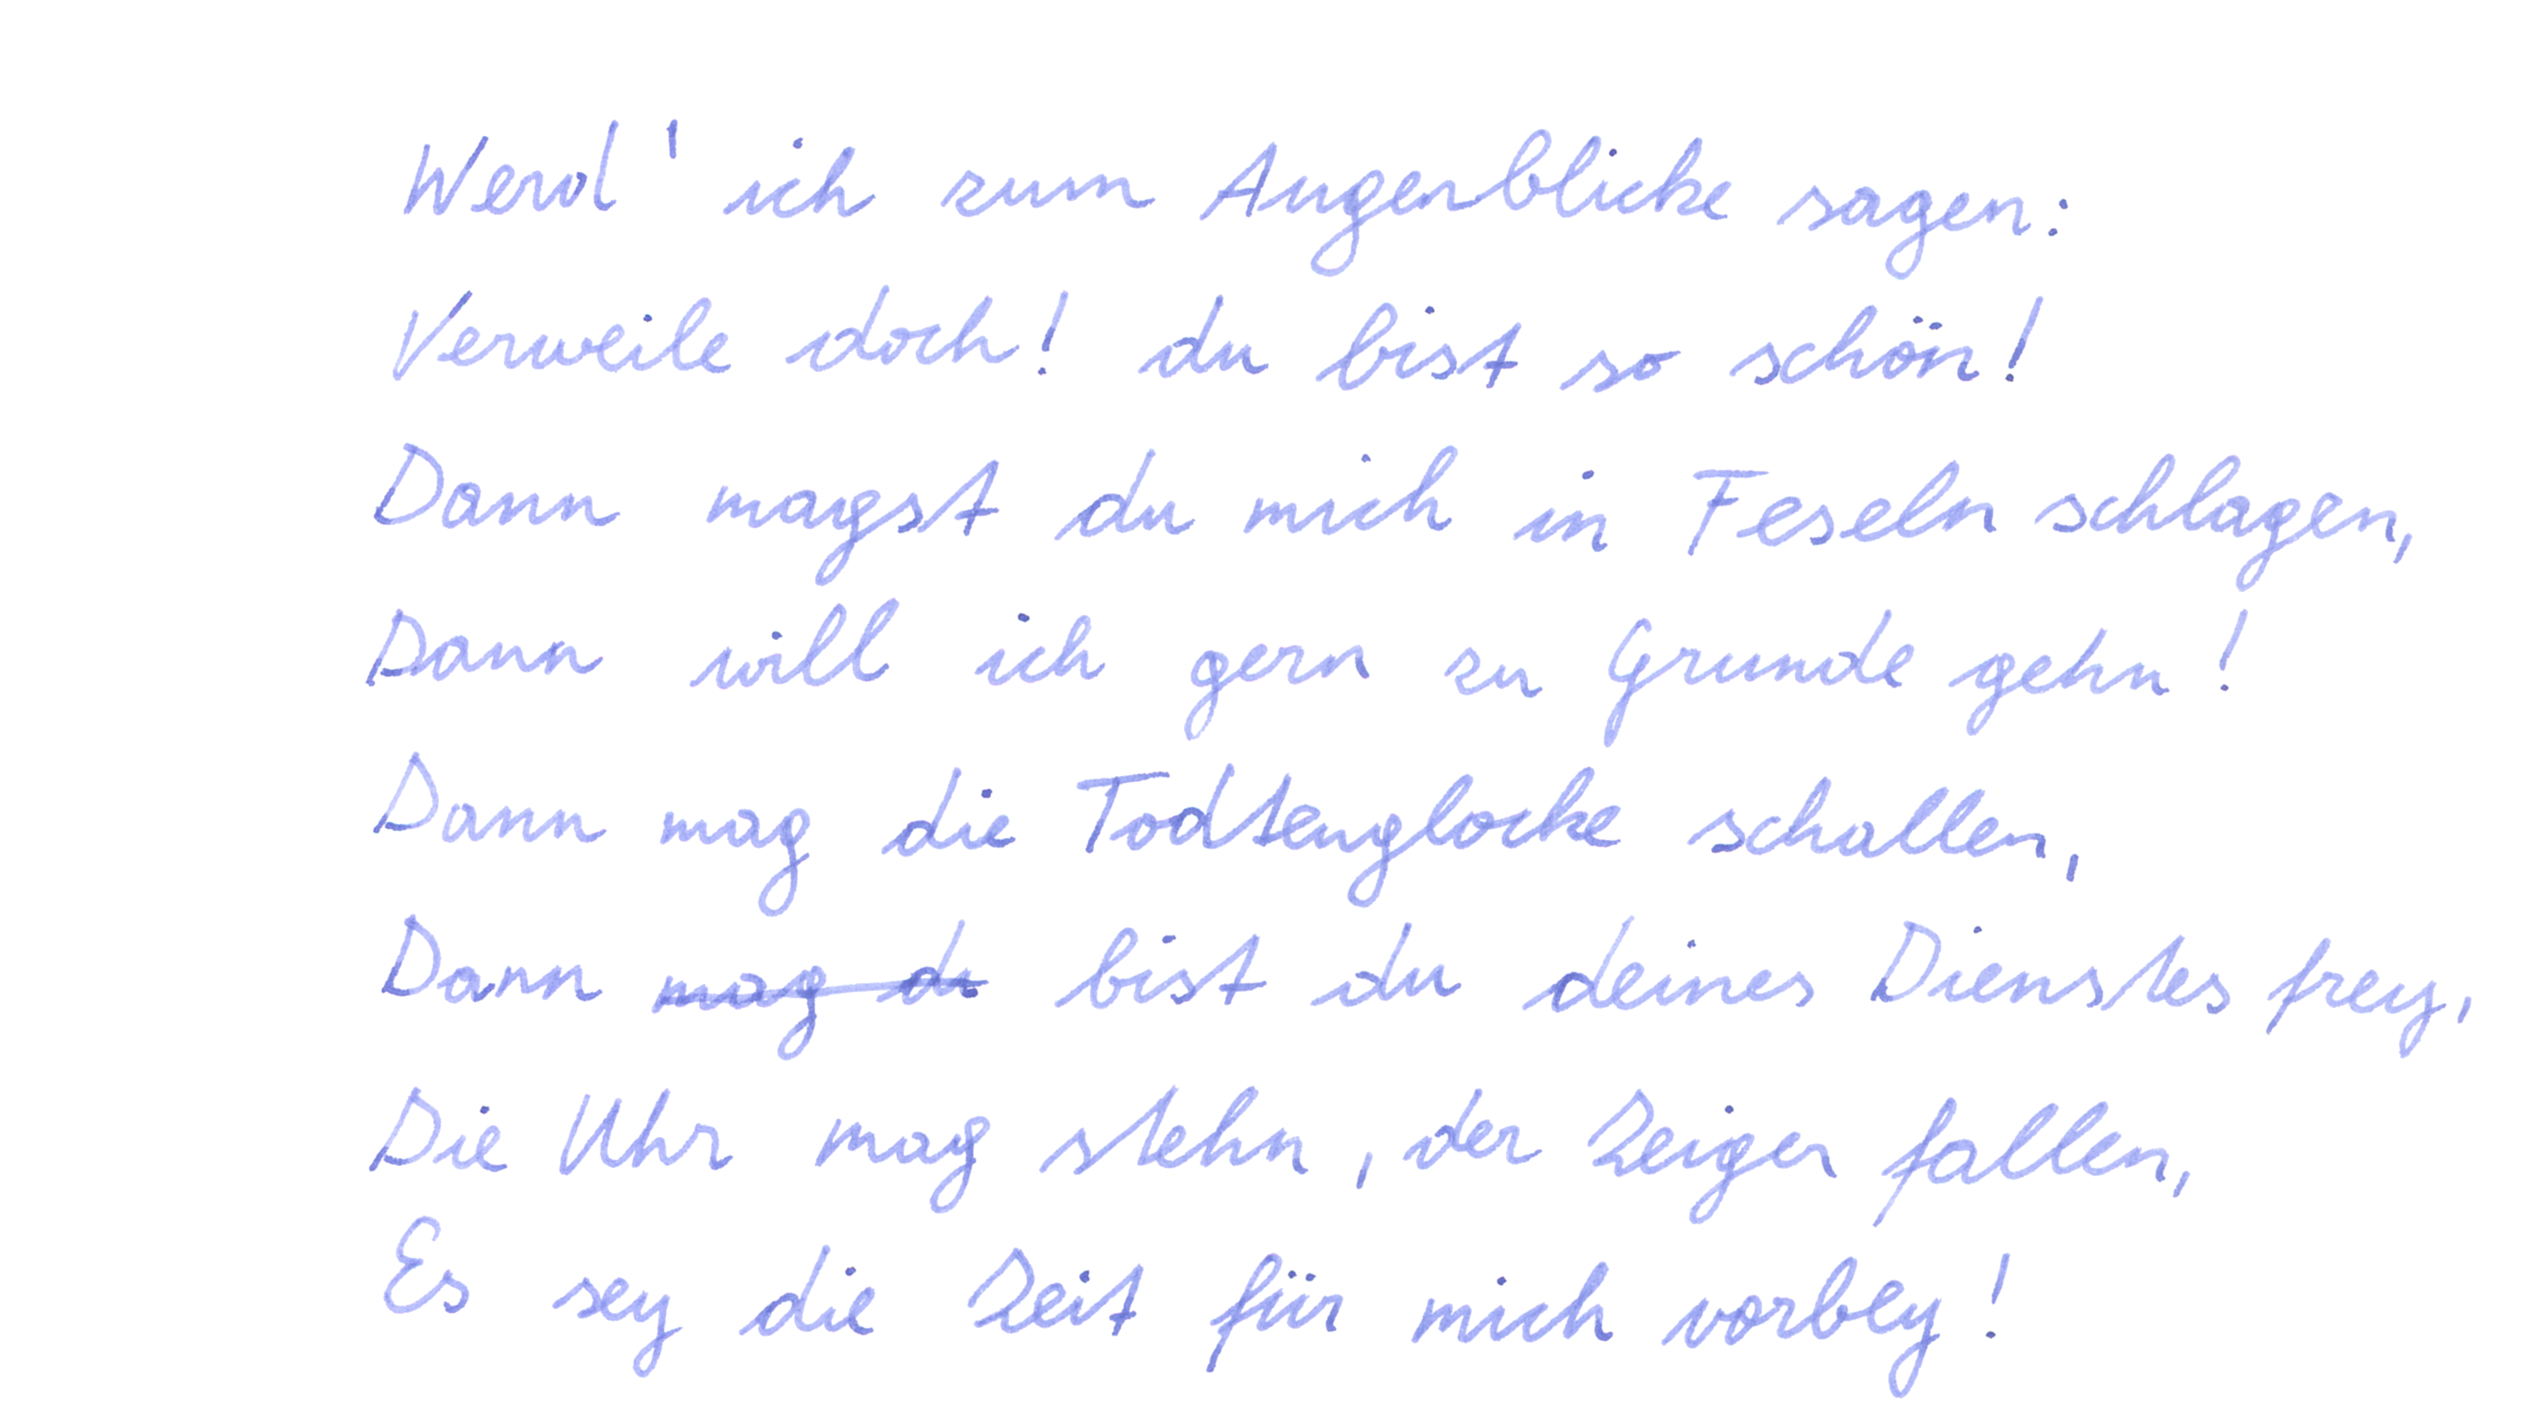 Werd' ich zum Augenblicke sagen:
Verweile doch! du bist so schön!
Dann magst du mich in Feseln schlagen,
Dann will ich gern zu Grunde gehn!
Dann mag die Todtenglocke schallen,
Dann mag du bist du deines Dienstes frey,
Die Uhr mag stehn, der Zeiger fallen,
Es sey die Zeit für mich vorbey!